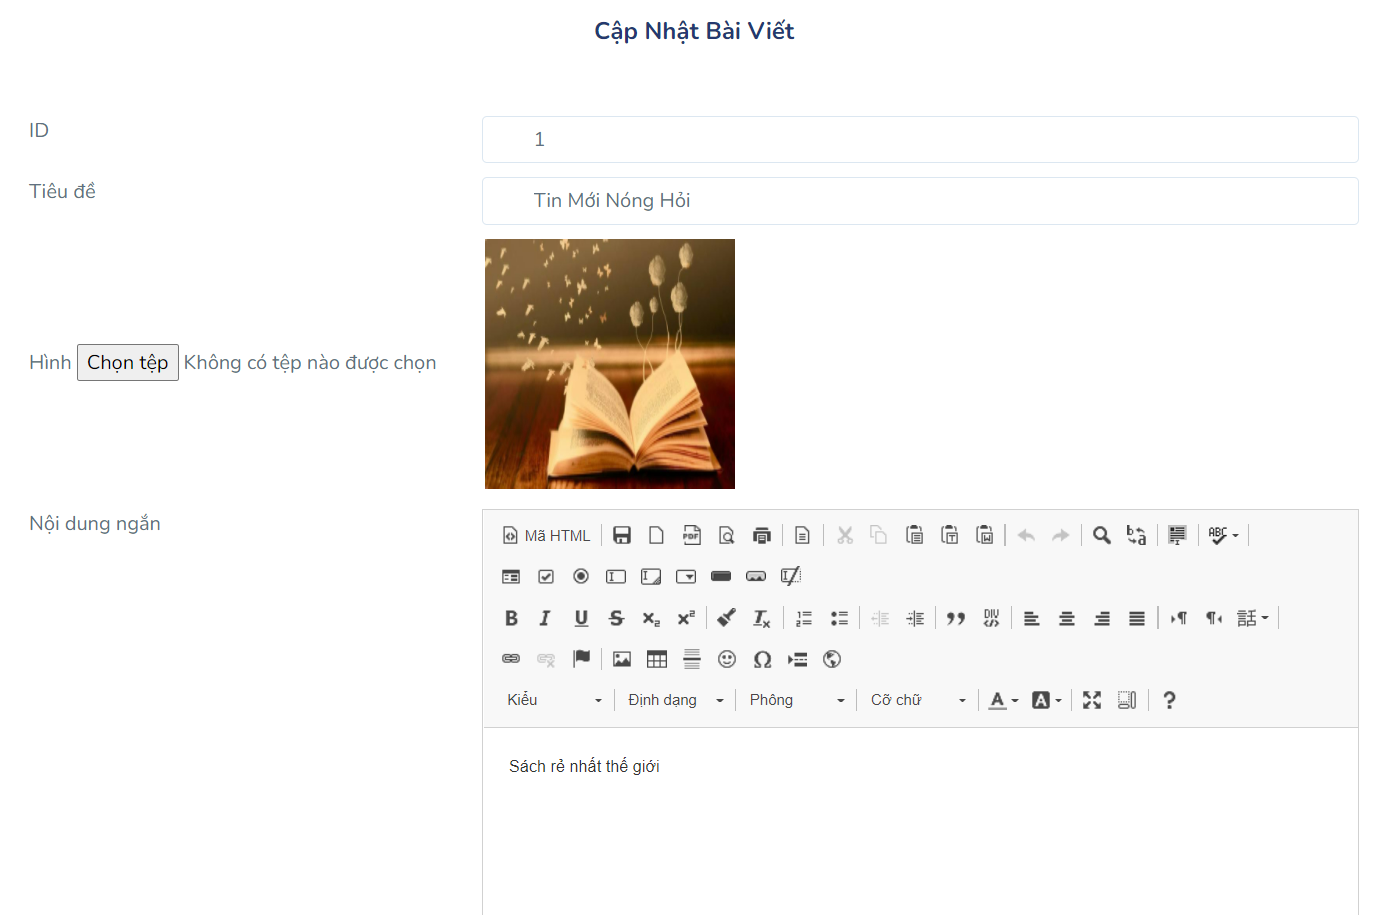 Cập Nhật Bài Viết
ID
1
Tiêu đề
Tin Mới Nóng Hỏi
Hình Chọn tệp Không có tệp nào được chọn
Nội dung ngắn
Mã HTML
Kiểu Định dạng Phông Cỡ chữ
Sách rẻ nhất thế giới